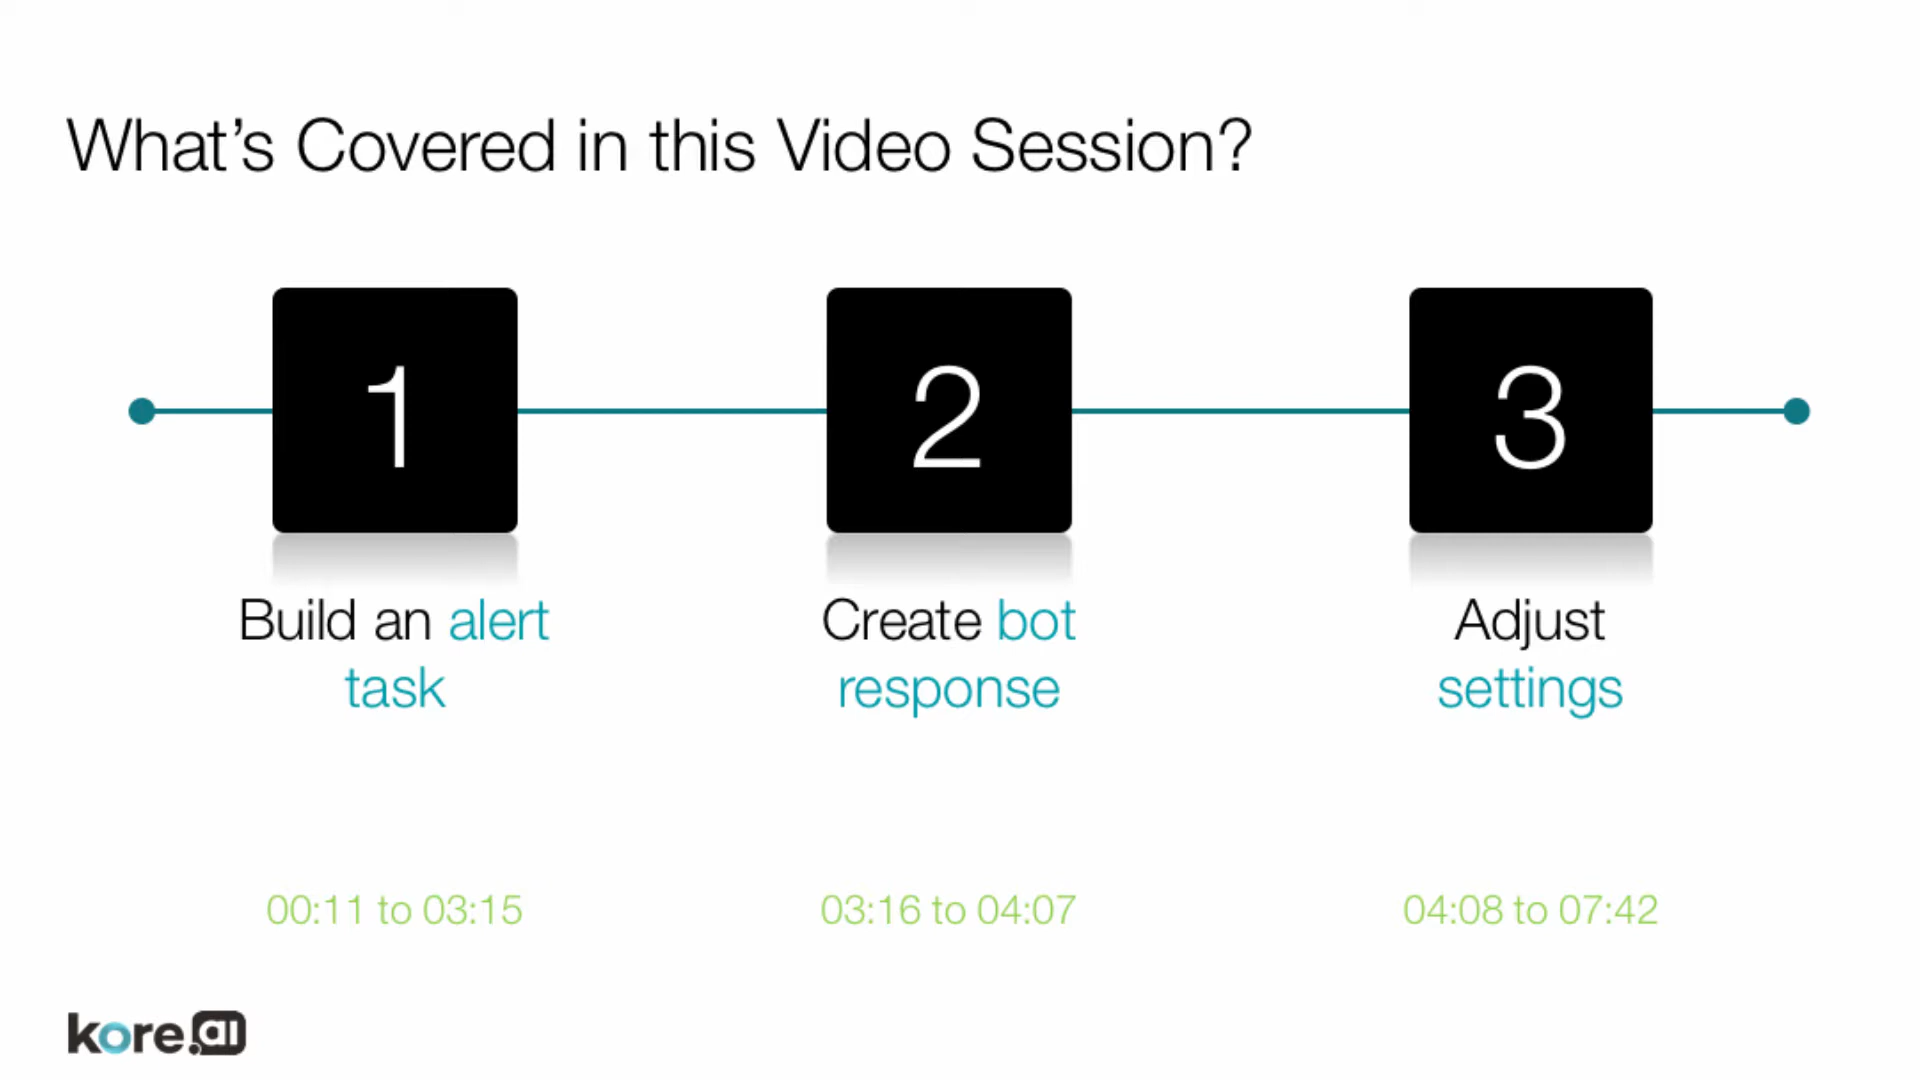 What's Covered in this Video Session?
1
2
3
Build an alert
task
Create bot
response
Adjust
settings
00:11 to 03:15
03:16 to 04:07
04:08 to 07:42
kore.ai